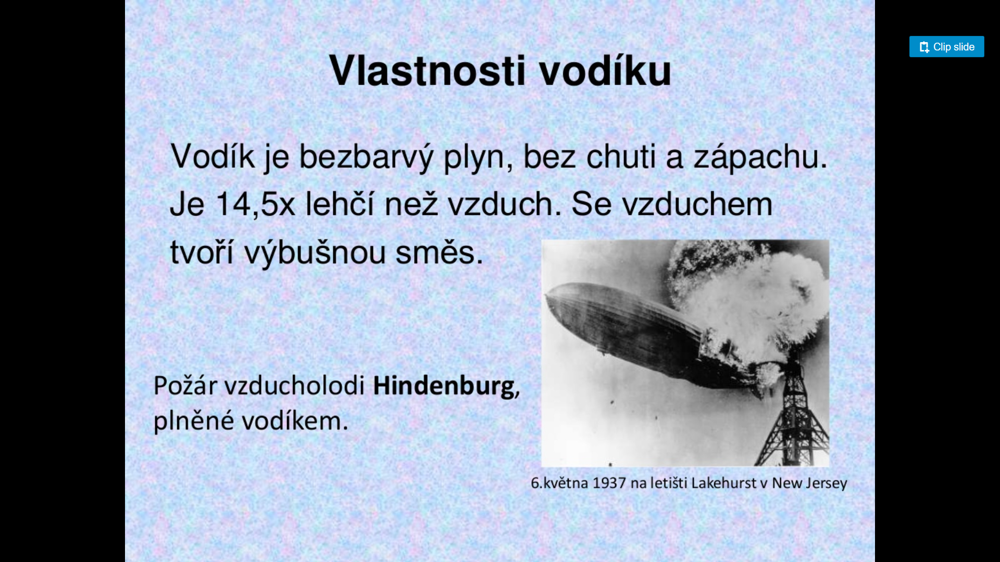 Vlastnosti vodíku
Clip slide
Vodík je bezbarvý plyn, bez chuti a zápachu.
Je 14,5x lehčí než vzduch. Se vzduchem
tvoří výbušnou směs.
Požár vzducholodi Hindenburg,
plněné vodíkem.
6.května 1937 na letišti Lakehurst v New Jersey